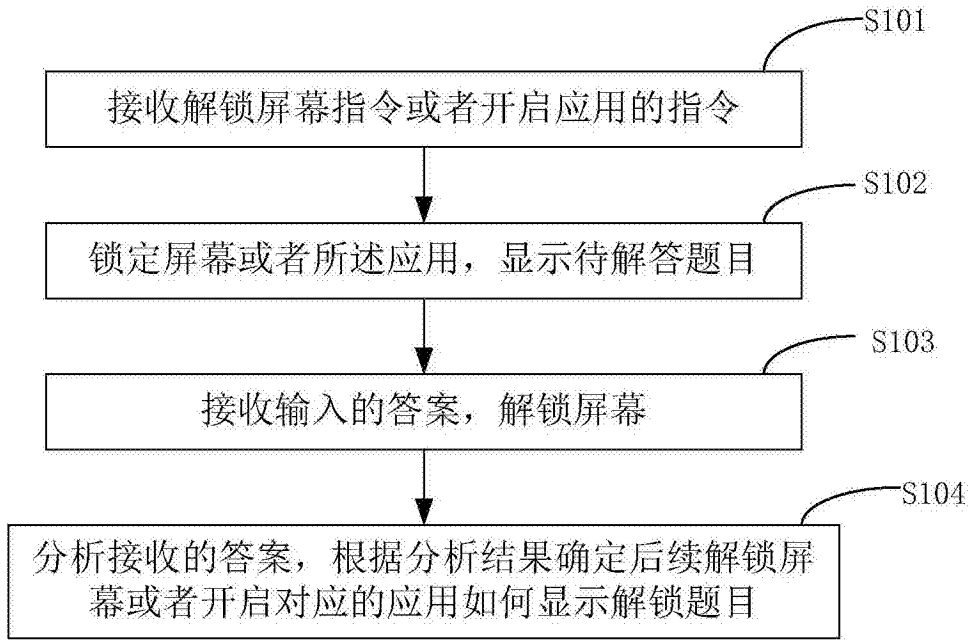 S101
接收解锁屏幕指令或者开启应用的指令
S102
锁定屏幕或者所述应用，显示待解答题目
S103
接收输入的答案，解锁屏幕
S104
分析接收的答案，根据分析结果确定后续解锁屏
幕或者开启对应的应用如何显示解锁题目